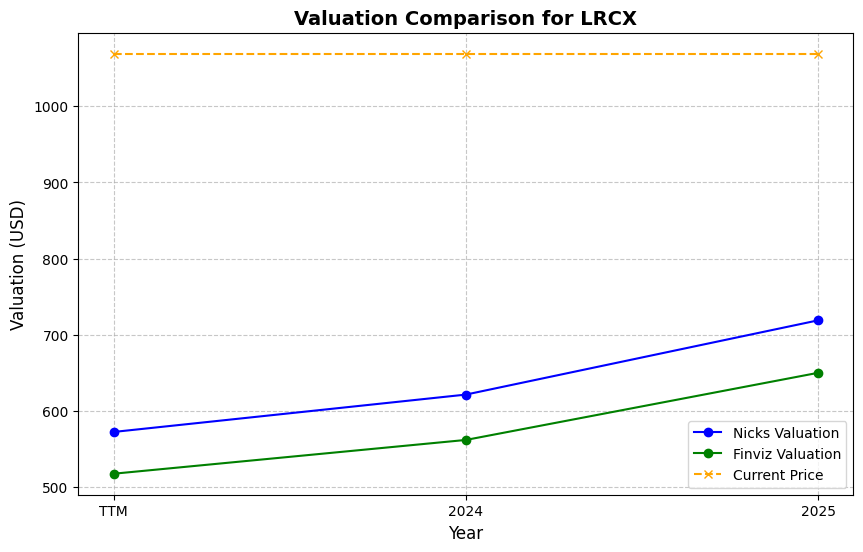 Valuation Comparison for LRCX
Valuation (USD)
1000
900
800
700
600
500
TTM
2024
2025
Year
Nicks Valuation
Finviz Valuation
Current Price